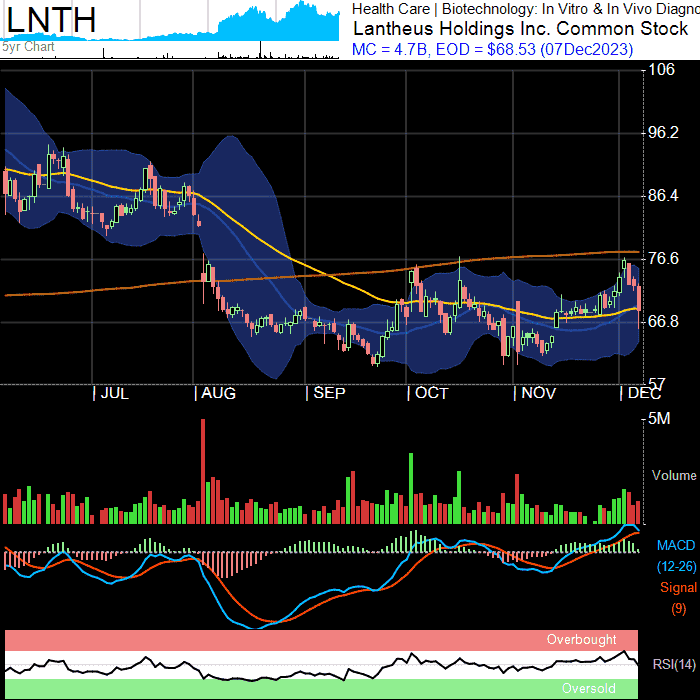 LNTH
5yr Chart
Health Care | Biotechnology: In Vitro & In Vivo Diagno
Lantheus Holdings Inc. Common Stock
MC = 4.7B, EOD = $68.53 (07Dec2023)
106
96.2
86.4
76.6
66.8
57
JUL AUG SEP OCT NOV DEC
5M
Volume
MACD
(12-26)
Signal
(9)
Overbought
RSI(14)
Oversold